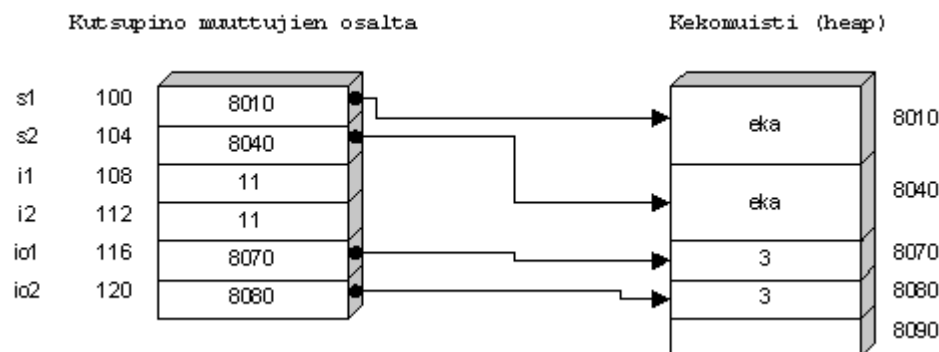 Kutsupino muuttujien osalta
Kekomuisti (heap)
s1 100 8010
s2 104 8040
i1 108 11
i2 112 11
io1 116 8070
io2 120 8080
eka 8010
eka 8040
3 8070
3 8080
8090